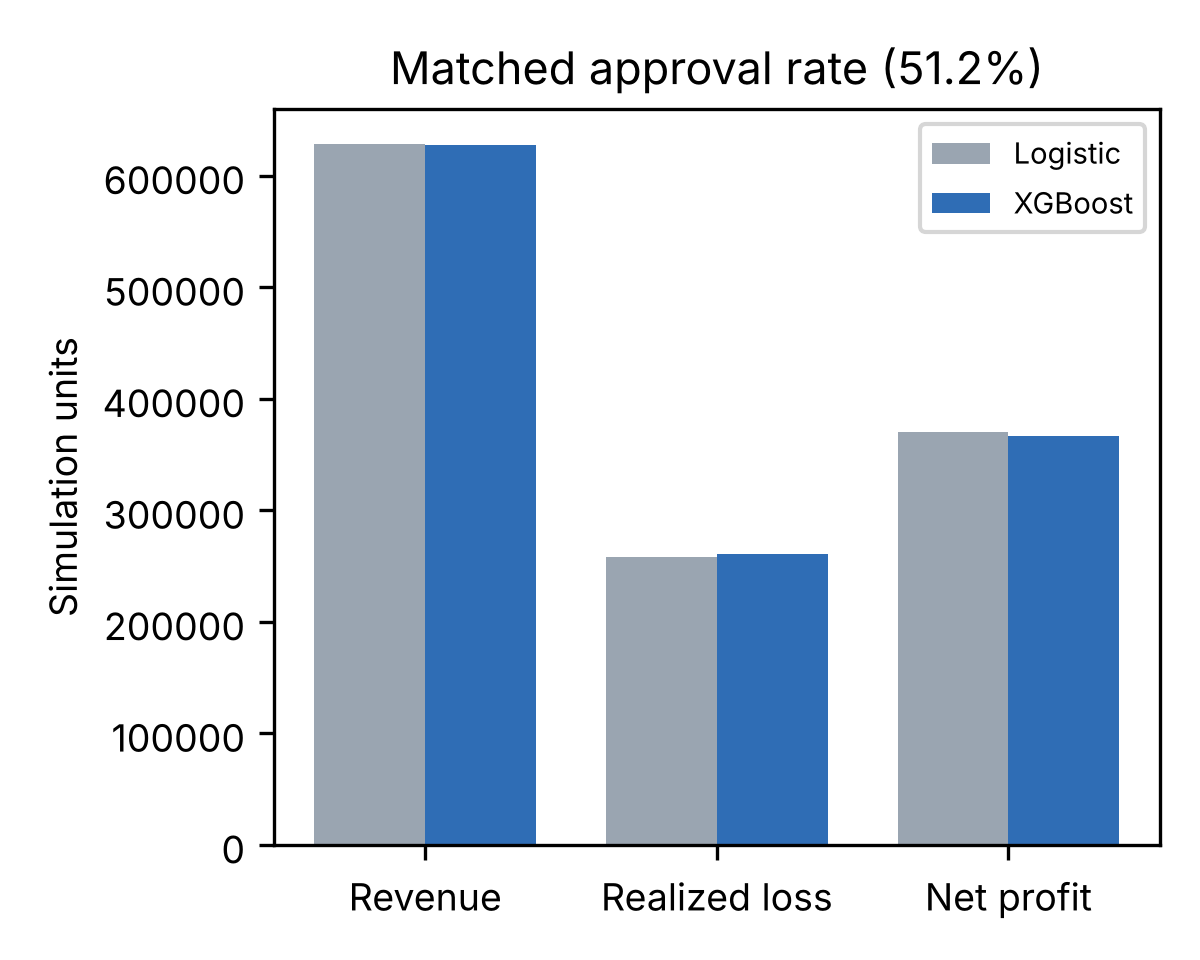 Matched approval rate (51.2%)
Logistic
XGBoost
Simulation units
600000
500000
400000
300000
200000
100000
0
Revenue
Realized loss
Net profit